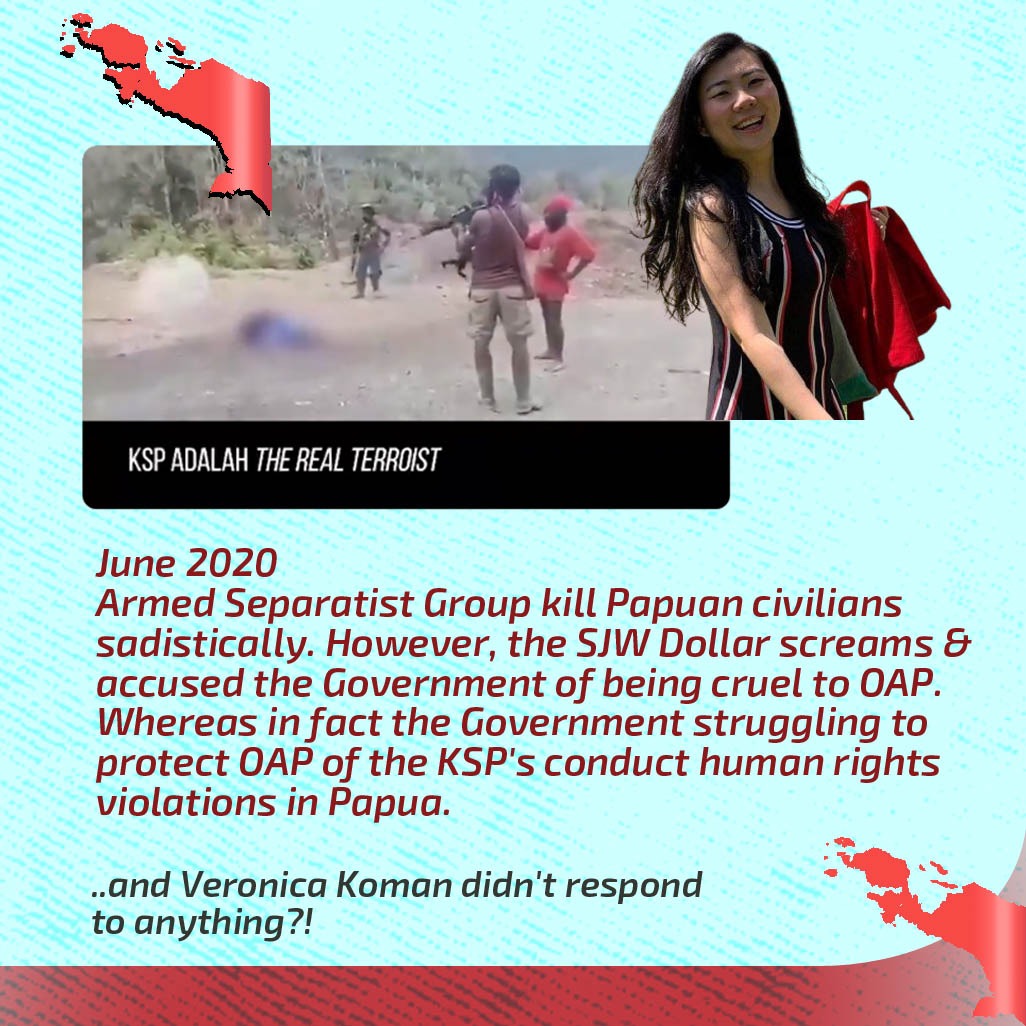 KSP ADALAH THE REAL TERROIST
June 2020
Armed Separatist Group kill Papuan civilians
sadistically. However, the SJW Dollar screams &
accused the Government of being cruel to OAP.
Whereas in fact the Government struggling to
protect OAP of the KSP's conduct human rights
violations in Papua.
..and Veronica Koman didn't respond
to anything?!